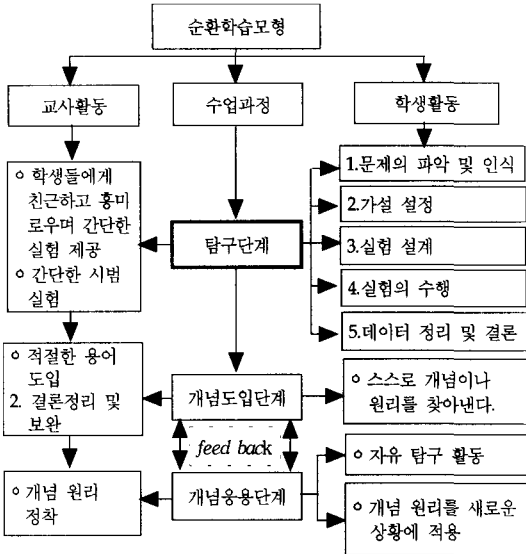 순환학습모형
교사활동
수업과정
학생활동
○ 학생들에게
친근하고 흥미
로우며 간단한
실험 제공
○ 간단한 시범
실험
탐구단계
1.문제의 파악 및 인식
2.가설 설정
3.실험 설계
4.실험의 수행
5.데이터 정리 및 결론
○ 적절한 용어
도입
2. 결론정리 및
보완
개념도입단계
○ 스스로 개념이나
원리를 찾아낸다.
feed back
○ 개념 원리
정착
개념응용단계
○ 자유 탐구 활동
○ 개념 원리를 새로운
상황에 적용